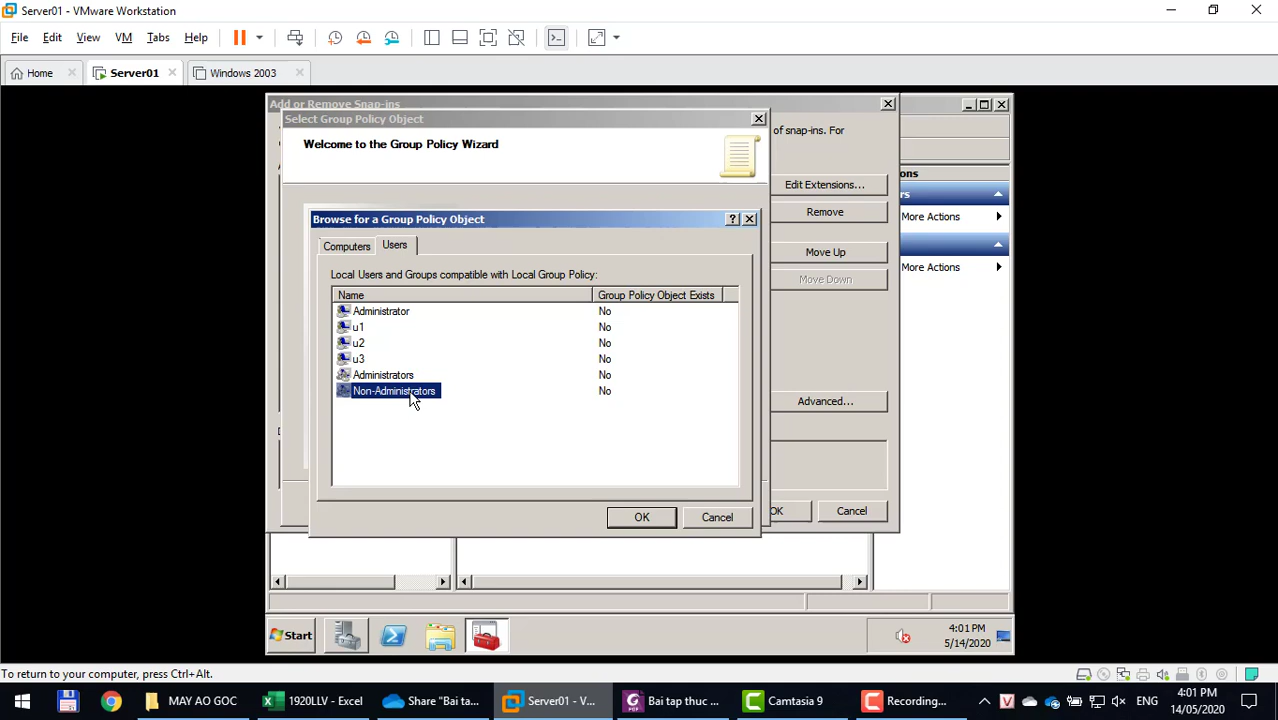 Server01 - VMware Workstation
File Edit View VM Tabs Help
Home Server01 Windows 2003
Add or Remove Snap-ins
Select Group Policy Object
of snap-ins. For
Welcome to the Group Policy Wizard
ons
Edit Extensions...
rs
Remove
More Actions
Browse for a Group Policy Object
Computers Users
Move Up
More Actions
Local Users and Groups compatible with Local Group Policy:
Move Down
Name Group Policy Object Exists
Administrator No
u1 No
u2 No
u3 No
Administrators No
Non-Administrators No
Advanced...
OK Cancel
OK Cancel
Start
4:01 PM
5/14/2020
To return to your computer, press Ctrl+Alt.
MAY AO GOC
1920LLV - Excel
Share "Bai ta...
Server01 - V...
Bai tap thuc ...
Camtasia 9
Recording...
ENG
4:01 PM
14/05/2020